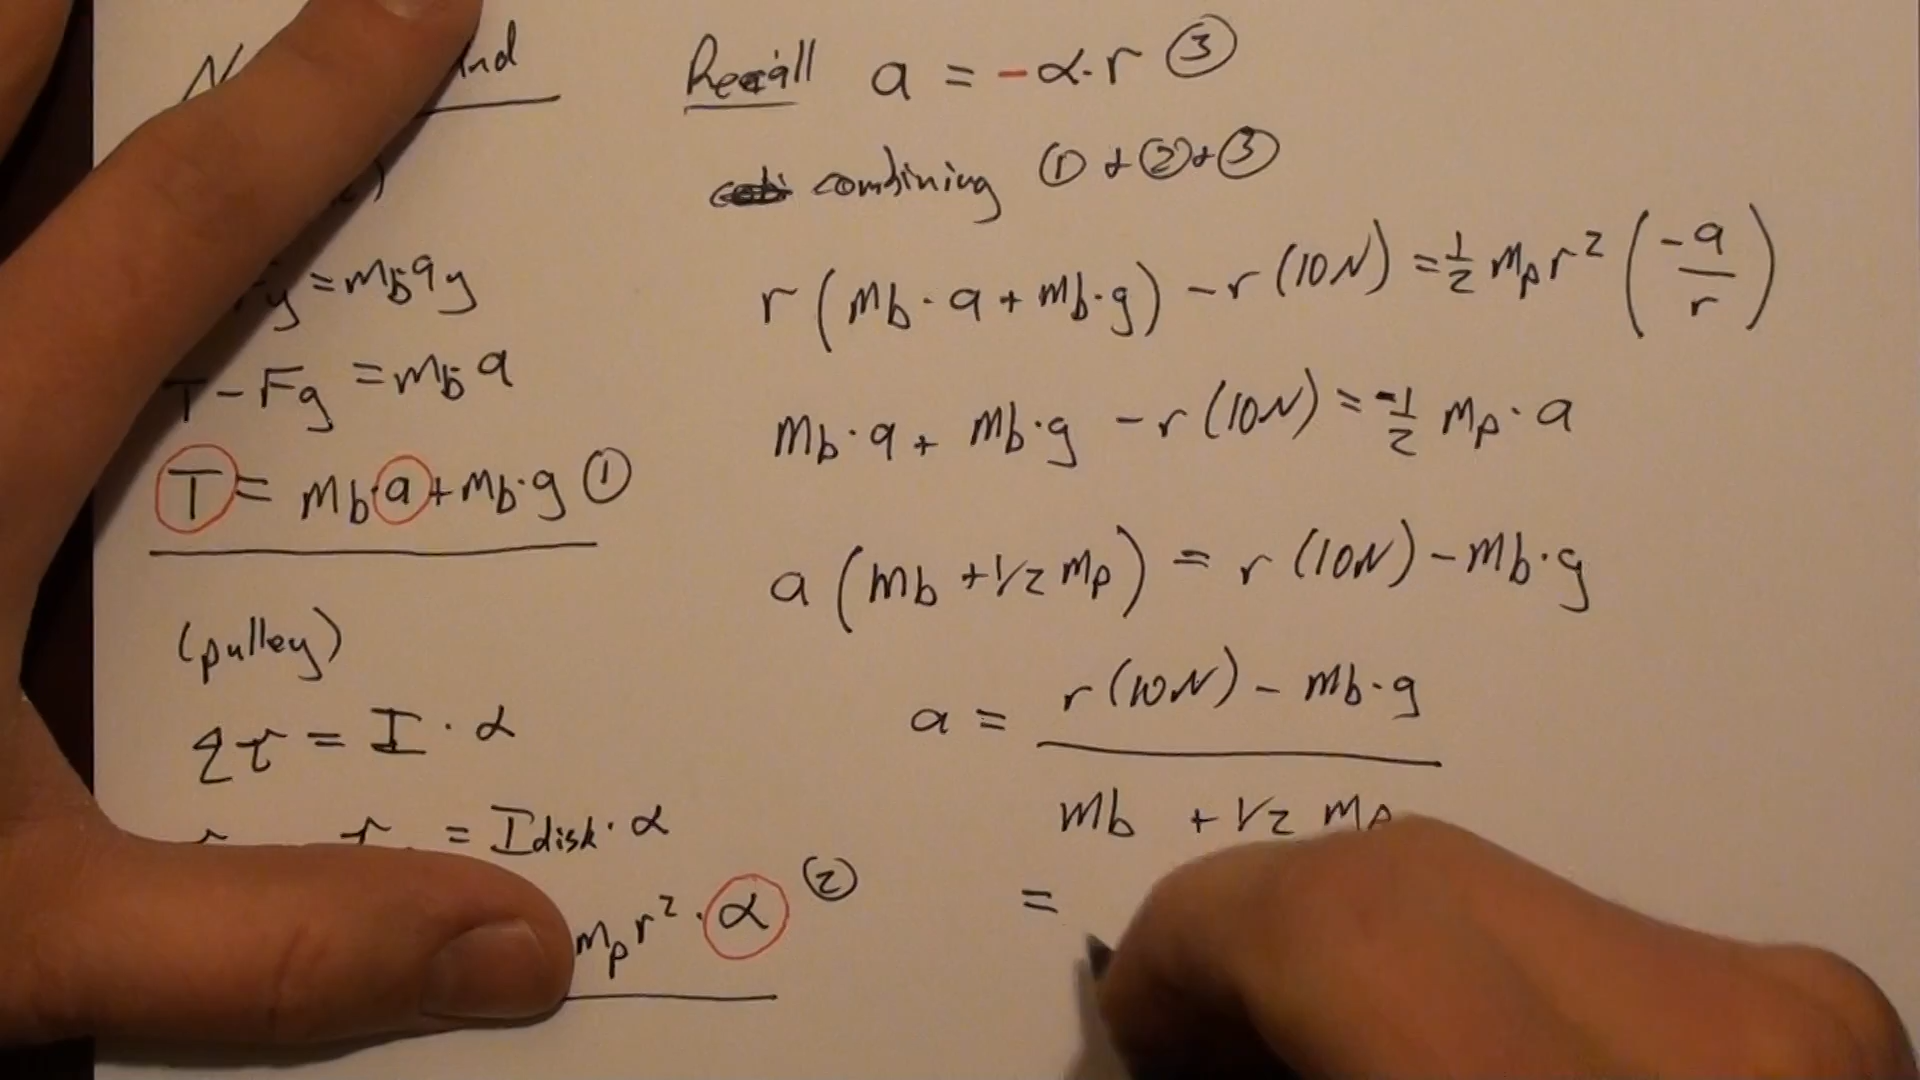 2nd
= mb ay
T - Fg = mb a
T = mb·a + mb·g ①
(pulley)
Στ = I · α
= Idisk · α
mp r² · α ②
Recall a = -α·r ③
combining ① + ② + ③
r (mb · a + mb·g) - r (10N) = 1/2 mp r² (-a/r)
mb · a + mb · g - r (10N) = -1/2 mp · a
a (mb + 1/2 mp) = r (10N) - mb · g
a = r (10N) - mb · g
mb + 1/2 mp
=